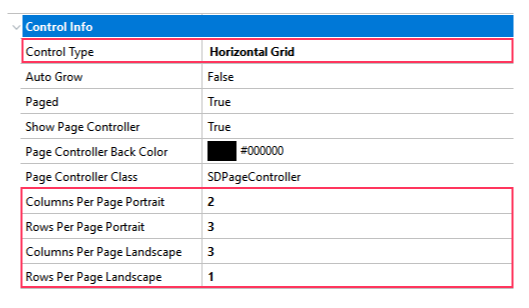 Control Info
Control Type Horizontal Grid
Auto Grow False
Paged True
Show Page Controller True
Page Controller Back Color #000000
Page Controller Class SDPageController
Columns Per Page Portrait 2
Rows Per Page Portrait 3
Columns Per Page Landscape 3
Rows Per Page Landscape 1